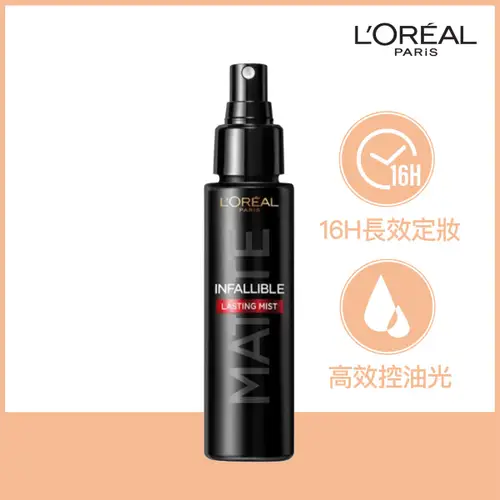 L'ORÉAL
PARIS
16H
16H長效定妝
高效控油光
L'ORÉAL
PARIS
MATTE
INFALLIBLE
LASTING MIST